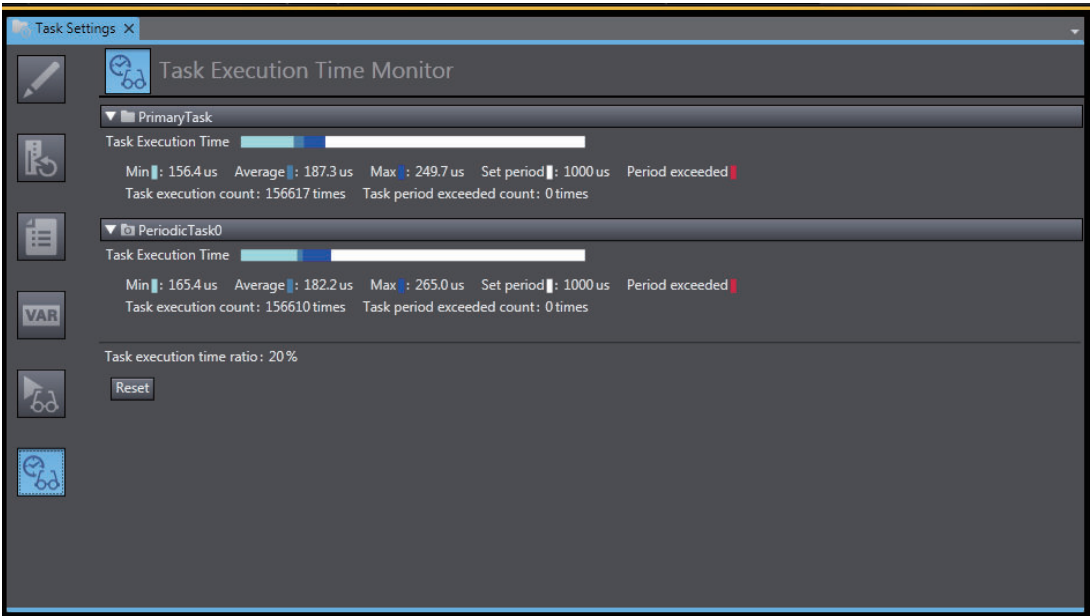 Task Settings X
Task Execution Time Monitor
PrimaryTask
Task Execution Time
Min : 156.4 us Average : 187.3 us Max : 249.7 us Set period : 1000 us Period exceeded
Task execution count : 156617 times Task period exceeded count : 0 times
PeriodicTask0
Task Execution Time
Min : 165.4 us Average : 182.2 us Max : 265.0 us Set period : 1000 us Period exceeded
Task execution count : 156610 times Task period exceeded count : 0 times
VAR
Task execution time ratio : 20 %
Reset